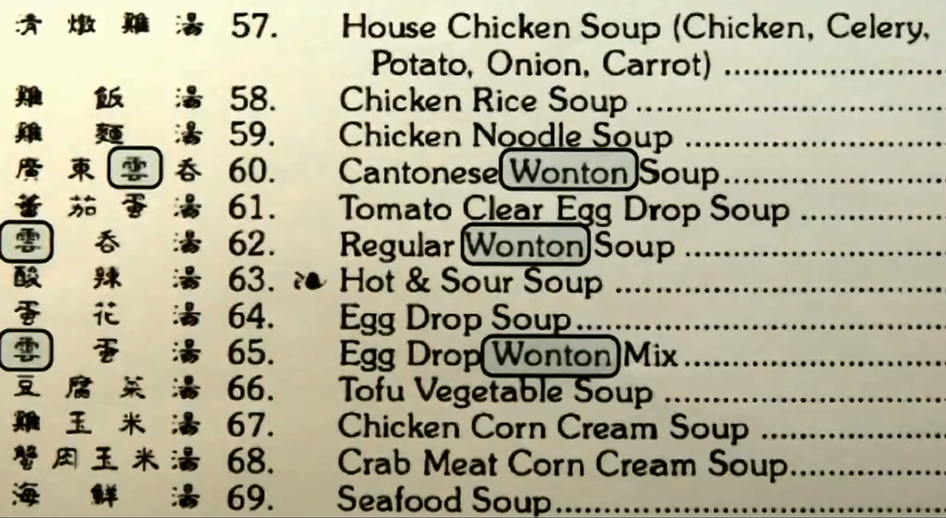 清燉雞湯 57. House Chicken Soup (Chicken, Celery,
Potato, Onion, Carrot)
雞飯湯 58. Chicken Rice Soup
雞麵湯 59. Chicken Noodle Soup
廣東雲吞 60. Cantonese Wonton Soup
蕃茄蛋湯 61. Tomato Clear Egg Drop Soup
雲吞湯 62. Regular Wonton Soup
酸辣湯 63. Hot & Sour Soup
蛋花湯 64. Egg Drop Soup
雲蛋湯 65. Egg Drop Wonton Mix
豆腐菜湯 66. Tofu Vegetable Soup
雞玉米湯 67. Chicken Corn Cream Soup
蟹肉玉米湯 68. Crab Meat Corn Cream Soup
海鮮湯 69. Seafood Soup